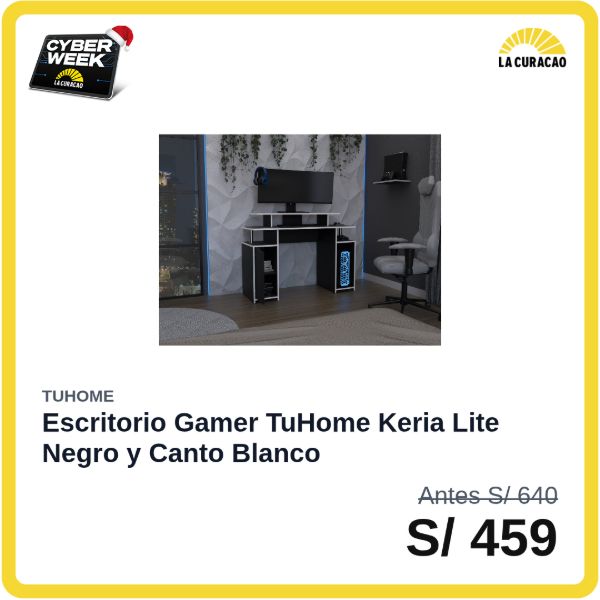 CYBER
WEEK
LA CURACAO
LA CURACAO
TUHOME
Escritorio Gamer TuHome Keria Lite
Negro y Canto Blanco
Antes S/ 640
S/ 459